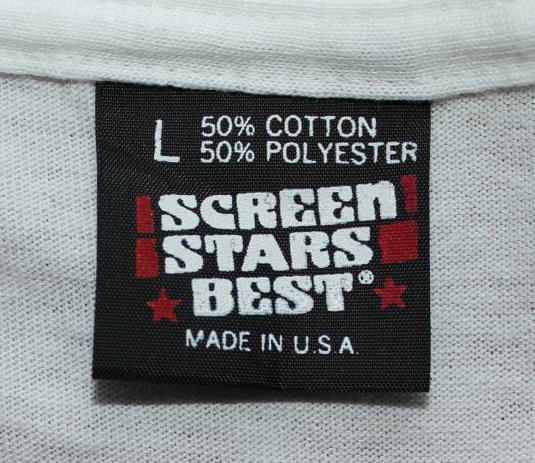 L 50% COTTON
50% POLYESTER
SCREEN
STARS
BEST®
MADE IN U.S.A.